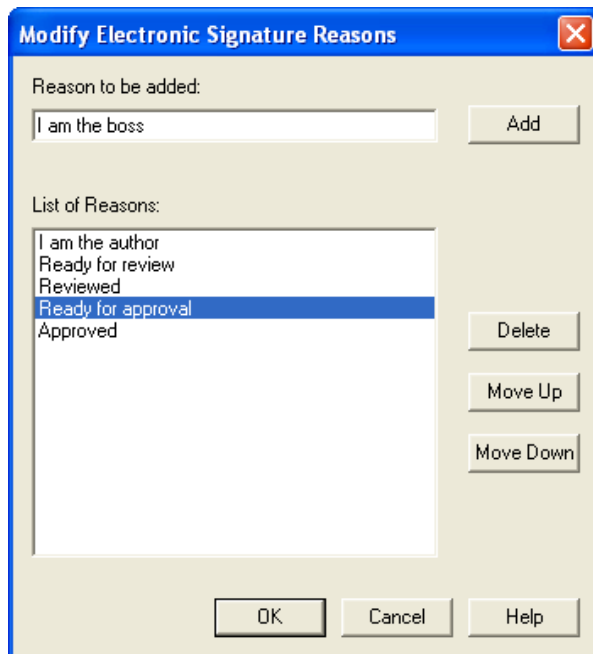 Modify Electronic Signature Reasons
Reason to be added:
I am the boss
Add
List of Reasons:
I am the author
Ready for review
Reviewed
Ready for approval
Approved
Delete
Move Up
Move Down
OK
Cancel
Help